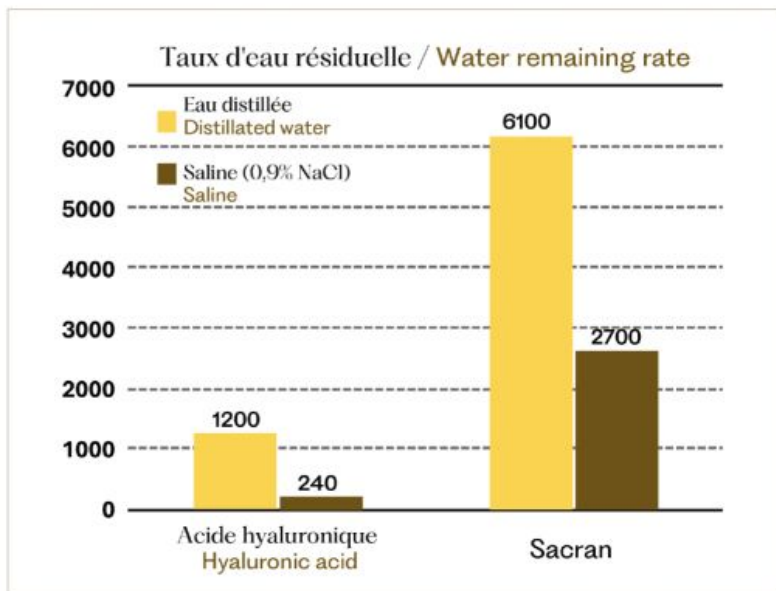 Taux d'eau résiduelle / Water remaining rate
7000
Eau distillée
Distillated water
6100
6000
Saline (0,9% NaCl)
Saline
5000
4000
3000
2700
2000
1200
1000
240
0
Acide hyaluronique
Hyaluronic acid
Sacran